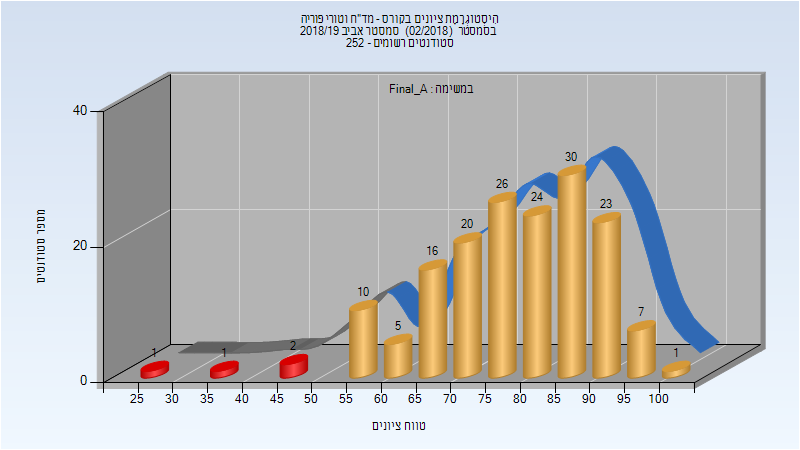 היסטוגרמת ציונים בקורס - מד"ח וטורי פוריה
בסמסטר (02/2018) סמסטר אביב 2018/19
סטודנטים רשומים - 252
במשימה : Final_A
מספר סטודנטים
40
20
0
1
1
2
10
5
16
20
26
24
30
23
7
1
25 30 35 40 45 50 55 60 65 70 75 80 85 90 95 100
טווח ציונים